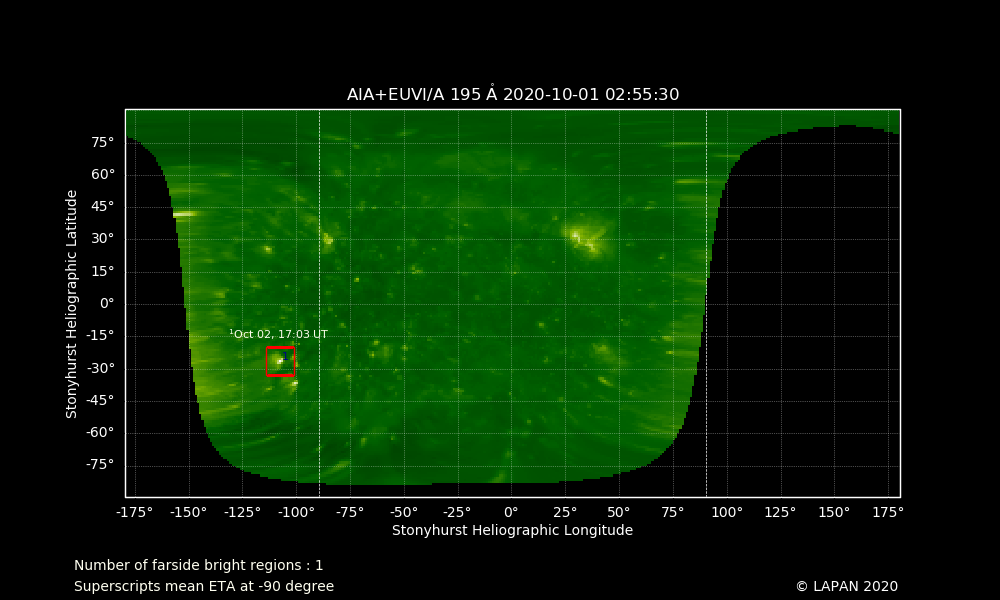 AIA+EUVI/A 195 Å 2020-10-01 02:55:30
75°
60°
45°
30°
15°
0°
-15°
-30°
-45°
-60°
-75°
Stonyhurst Heliographic Latitude
¹Oct 02, 17.03 UT
-175° -150° -125° -100° -75° -50° -25° 0° 25° 50° 75° 100° 125° 150° 175°
Stonyhurst Heliographic Longitude
Number of farside bright regions : 1
Superscripts mean ETA at -90 degree
© LAPAN 2020